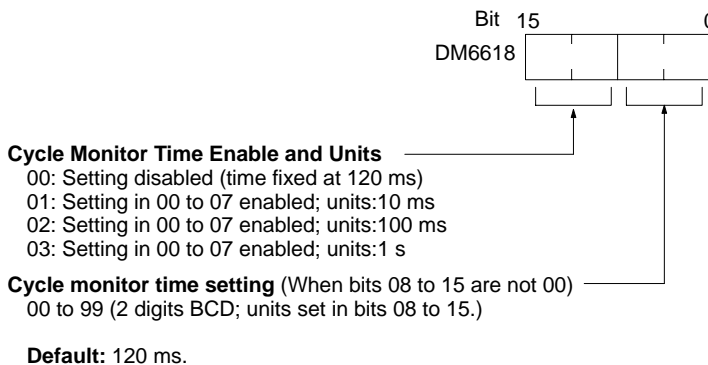 Bit 15 0
DM6618
Cycle Monitor Time Enable and Units
00: Setting disabled (time fixed at 120 ms)
01: Setting in 00 to 07 enabled; units:10 ms
02: Setting in 00 to 07 enabled; units:100 ms
03: Setting in 00 to 07 enabled; units:1 s
Cycle monitor time setting (When bits 08 to 15 are not 00)
00 to 99 (2 digits BCD; units set in bits 08 to 15.)
Default: 120 ms.